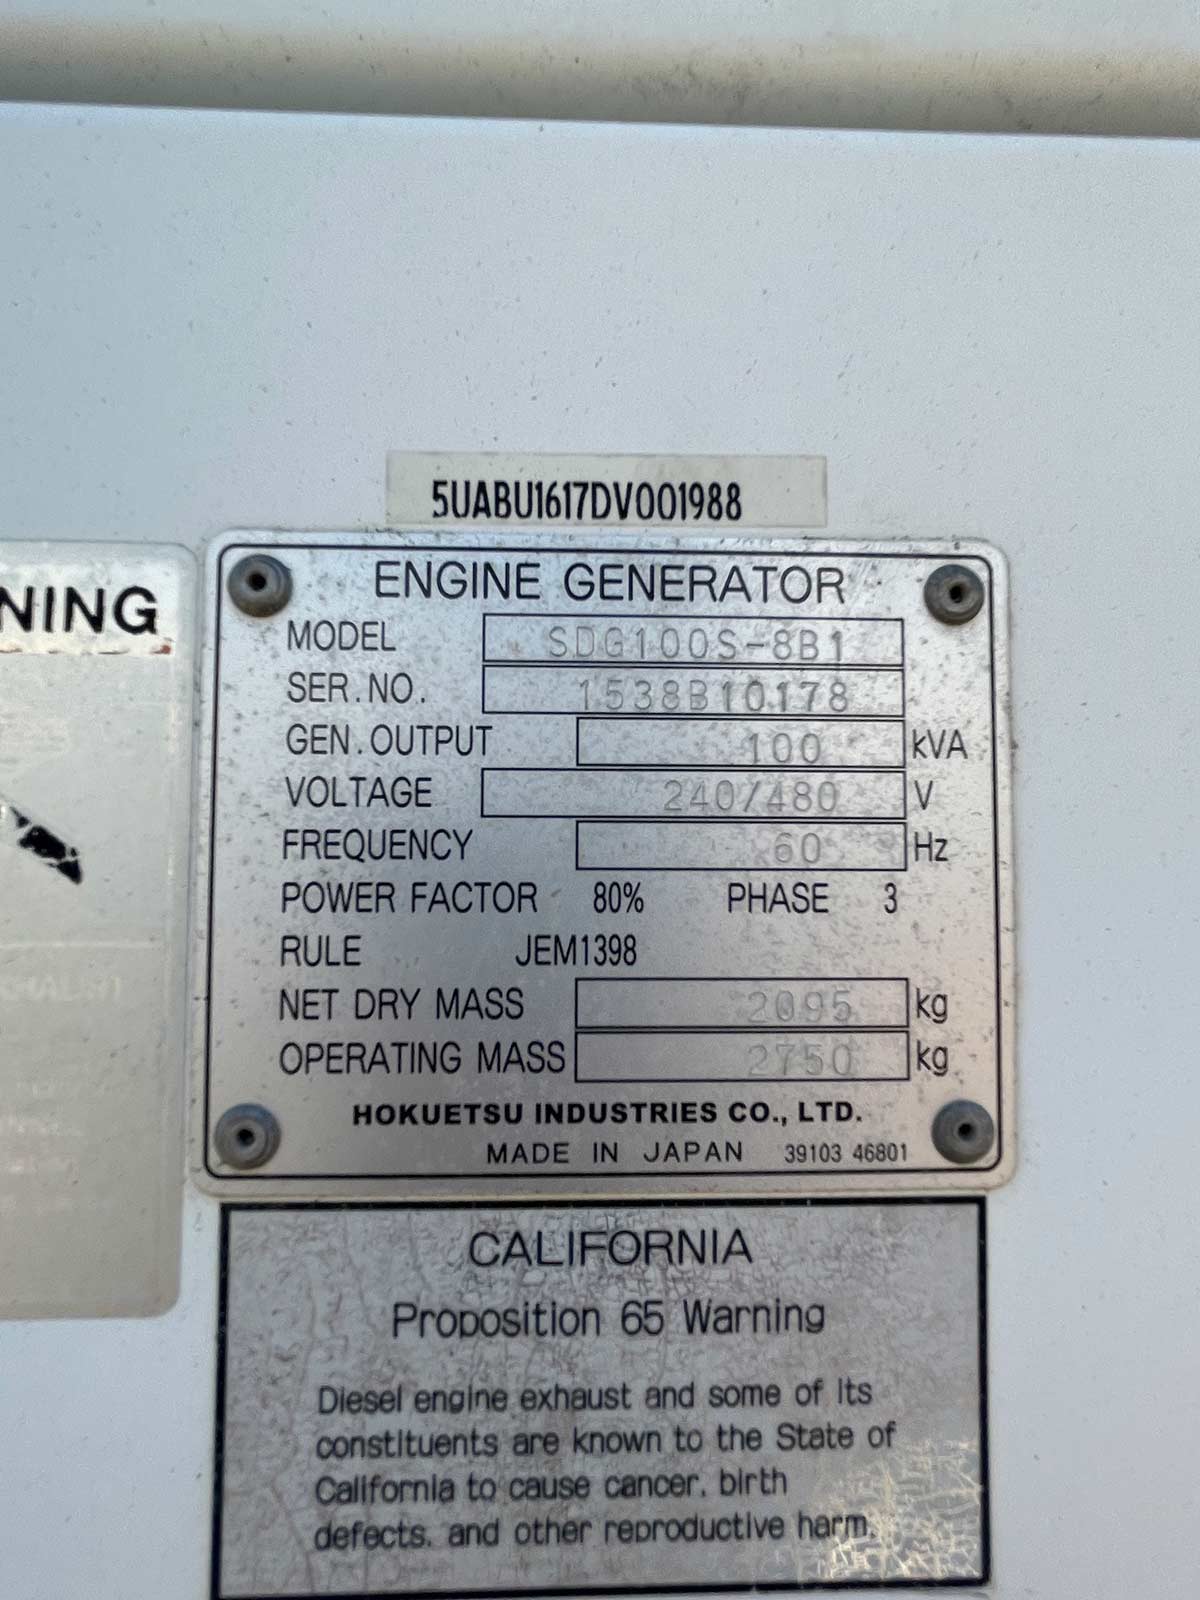 5UABU1617DV001988
NING
ENGINE GENERATOR
MODEL SDG100S-8B1
SER.NO. 1538B10178
GEN.OUTPUT 100 kVA
VOLTAGE 240/480 V
FREQUENCY 60 Hz
POWER FACTOR 80% PHASE 3
RULE JEM1398
NET DRY MASS 2095 kg
OPERATING MASS 2750 kg
HOKUETSU INDUSTRIES CO., LTD.
MADE IN JAPAN 39103 46801
CALIFORNIA
Proposition 65 Warning
Diesel engine exhaust and some of its
constituents are known to the State of
California to cause cancer, birth
defects, and other reproductive harm.